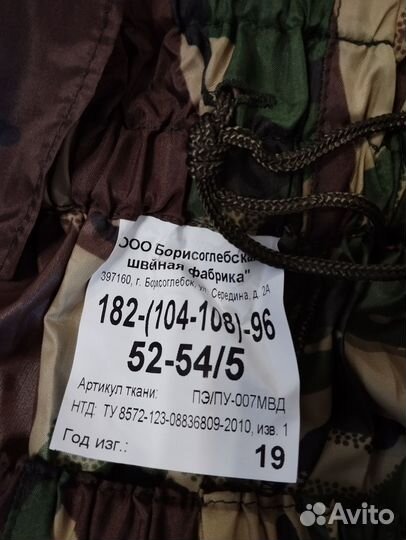 ООО Борисоглебская
швейная фабрика"
397160, г. Борисоглебск, ул. Середина, д. 2А
182-(104-108)-96
52-54/5
Артикул ткани: ПЭ/ПУ-007МВД
НТД: ТУ 8572-123-08836809-2010, изв. 1
Год изг.: 19
Avito